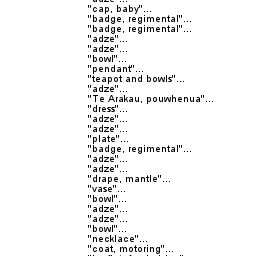 "cap, baby"...
"badge, regimental"...
"badge, regimental"...
"adze"...
"adze"...
"bowl"...
"pendant"...
"teapot and bowls"...
"adze"...
"Te Arakau, pouwhenua"...
"dress"...
"adze"...
"adze"...
"plate"...
"badge, regimental"...
"adze"...
"adze"...
"drape, mantle"...
"vase"...
"bowl"...
"adze"...
"adze"...
"bowl"...
"necklace"...
"coat, motoring"...